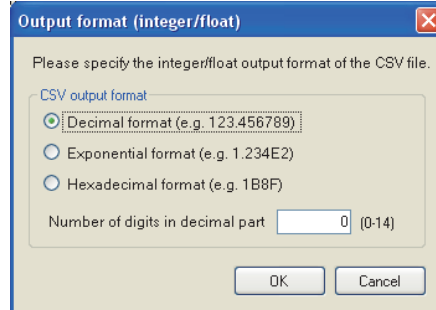 Output format (integer/float)
Please specify the integer/float output format of the CSV file.
CSV output format
Decimal format (e.g. 123.456789)
Exponential format (e.g. 1.234E2)
Hexadecimal format (e.g. 1B8F)
Number of digits in decimal part 0 (0-14)
OK Cancel